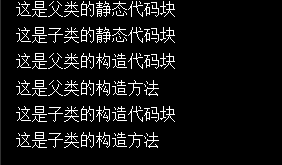 这是父类的静态代码块
这是子类的静态代码块
这是父类的构造代码块
这是父类的构造方法
这是子类的构造代码块
这是子类的构造方法